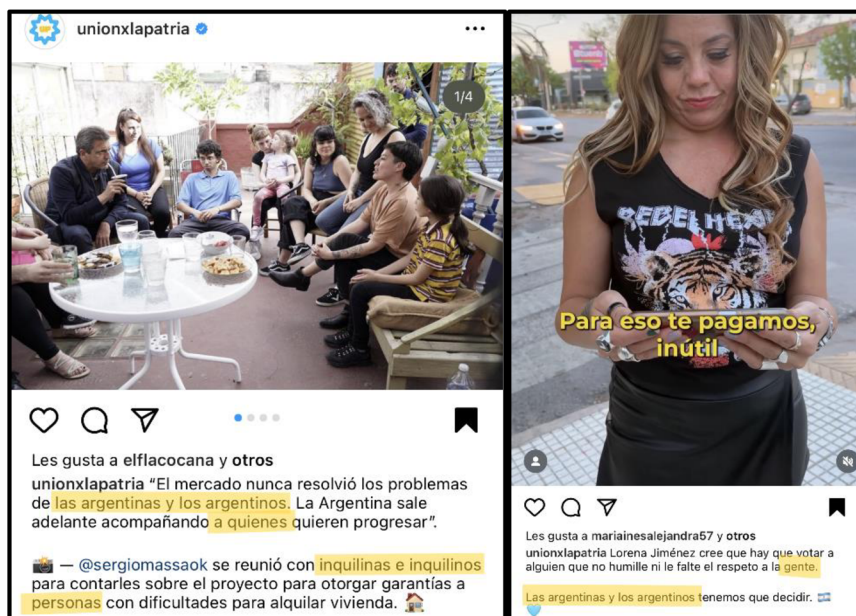 unionxlapatria
1/4
Les gusta a elflacocana y otros
unionxlapatria “El mercado nunca resolvió los problemas
de las argentinas y los argentinos. La Argentina sale
adelante acompañando a quienes quieren progresar”.
📸 — @sergiomassaok se reunió con inquilinas e inquilinos
para contarles sobre el proyecto para otorgar garantías a
personas con dificultades para alquilar vivienda. 🏠
REBEL HEA
Para eso te pagamos,
inútil
Les gusta a mariainesalejandra57 y otros
unionxlapatria Lorena Jiménez cree que hay que votar a
alguien que no humille ni le falte el respeto a la gente.
Las argentinas y los argentinos tenemos que decidir. 🇦🇷
🩵